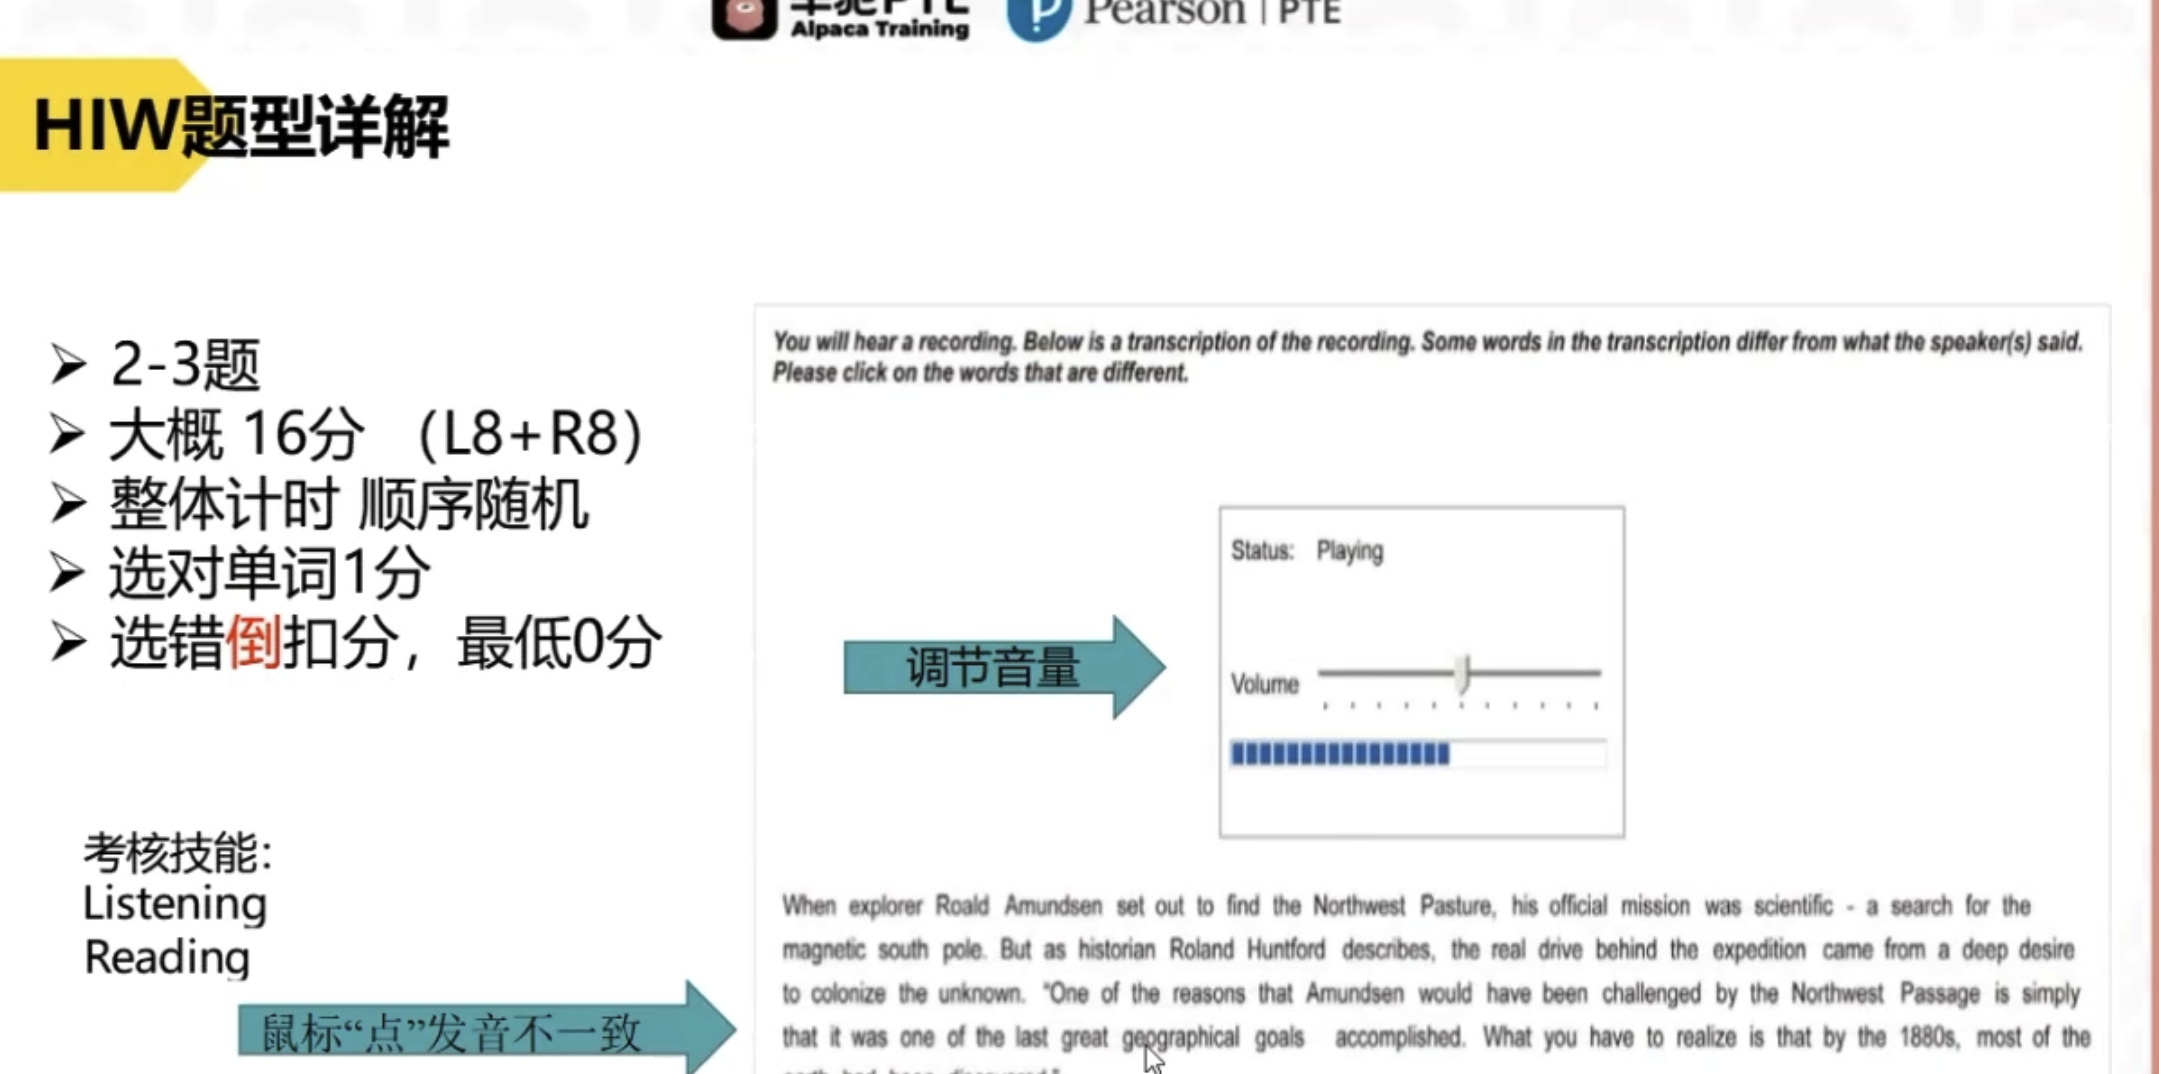 PTE
Alpaca Training
Pearson | PTE
HIW题型详解
2-3题
大概 16分 （L8+R8）
整体计时 顺序随机
选对单词1分
选错倒扣分，最低0分
考核技能：
Listening
Reading
鼠标“点”发音不一致
You will hear a recording. Below is a transcription of the recording. Some words in the transcription differ from what the speaker(s) said.
Please click on the words that are different.
调节音量
Status: Playing
Volume
When explorer Roald Amundsen set out to find the Northwest Pasture, his official mission was scientific - a search for the
magnetic south pole. But as historian Roland Huntford describes, the real drive behind the expedition came from a deep desire
to colonize the unknown. “One of the reasons that Amundsen would have been challenged by the Northwest Passage is simply
that it was one of the last great geographical goals accomplished. What you have to realize is that by the 1880s, most of the